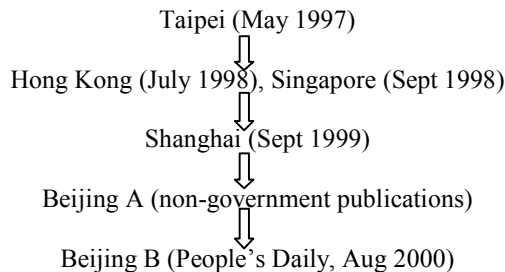 Taipei (May 1997)
Hong Kong (July 1998), Singapore (Sept 1998)
Shanghai (Sept 1999)
Beijing A (non-government publications)
Beijing B (People's Daily, Aug 2000)